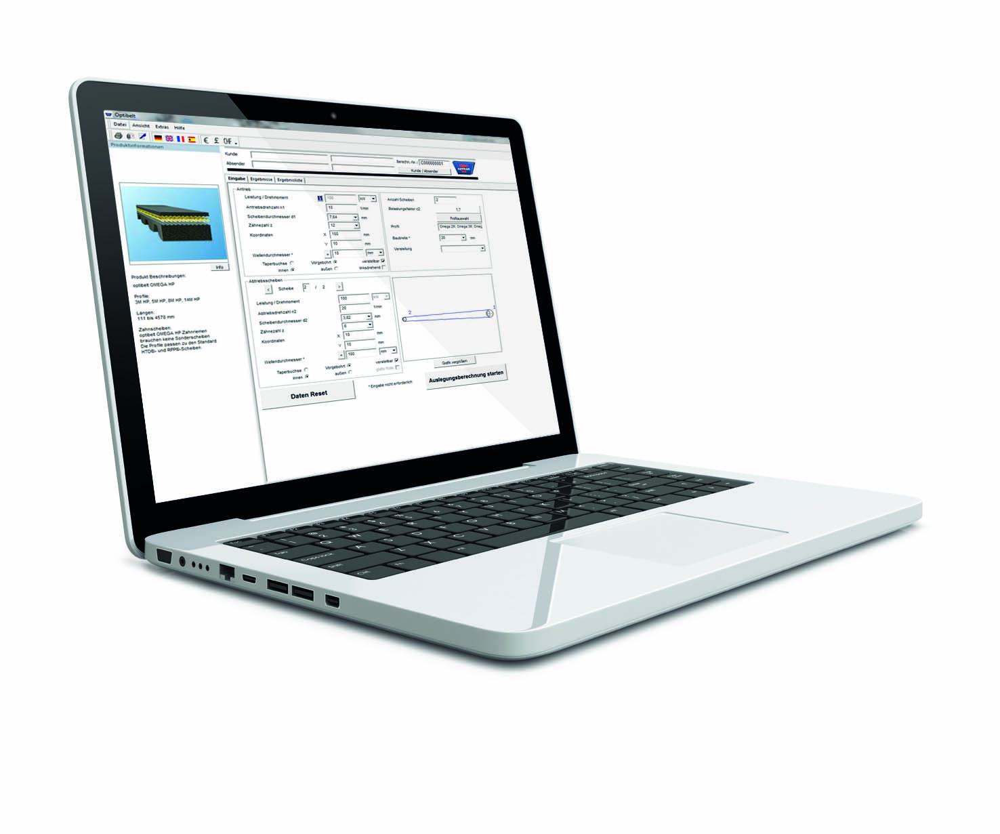 Optibelt
Datei Ansicht Extras Hilfe
€ £
Produktinformationen
Kunde
Absender
Berechn.-Nr.: C000000001
Kunde / Absender
Eingabe Ergebnisse Ergebnisliste
Antrieb
Leistung / Drehmoment 100 kW
Antriebsdrehzahl n1 10 1/min
Scheibendurchmesser d1 7,64 mm
Zähnezahl z 12
Koordinaten X 100 mm
Y 10 mm
Wellendurchmesser * 10 mm
Taperbuchse Vorgebohrt verstellbar
innen außen linksdrehend
Anzahl Scheiben 2
Belastungsfaktor c2 1,7
Profilauswahl
Profil Omega 2M, Omega 3M, Omeg
Baubreite * 20 mm
Verstellung
Info
Produkt Beschreibungen:
optibelt OMEGA HP
Profile:
3M HP, 5M HP, 8M HP, 14M HP
Längen:
111 bis 4578 mm
Zahnscheiben:
optibelt OMEGA HP Zahnriemen
brauchen keine Sonderscheiben
Die Profile passen zu den Standard
HTD®- und RPP®-Scheiben.
Abtriebsscheiben
< Scheibe 2 / 2 >
Leistung / Drehmoment 100 kW
Abtriebsdrehzahl n2 20 1/min
Scheibendurchmesser d2 3,82 mm
Zähnezahl z 6
Koordinaten X 10 mm
Y 10 mm
Wellendurchmesser * 100 mm
Taperbuchse Vorgebohrt verstellbar
innen außen glatte Rolle
2 1
Grafik vergrößern
Daten Reset
* Eingabe nicht erforderlich
Auslegungsberechnung starten